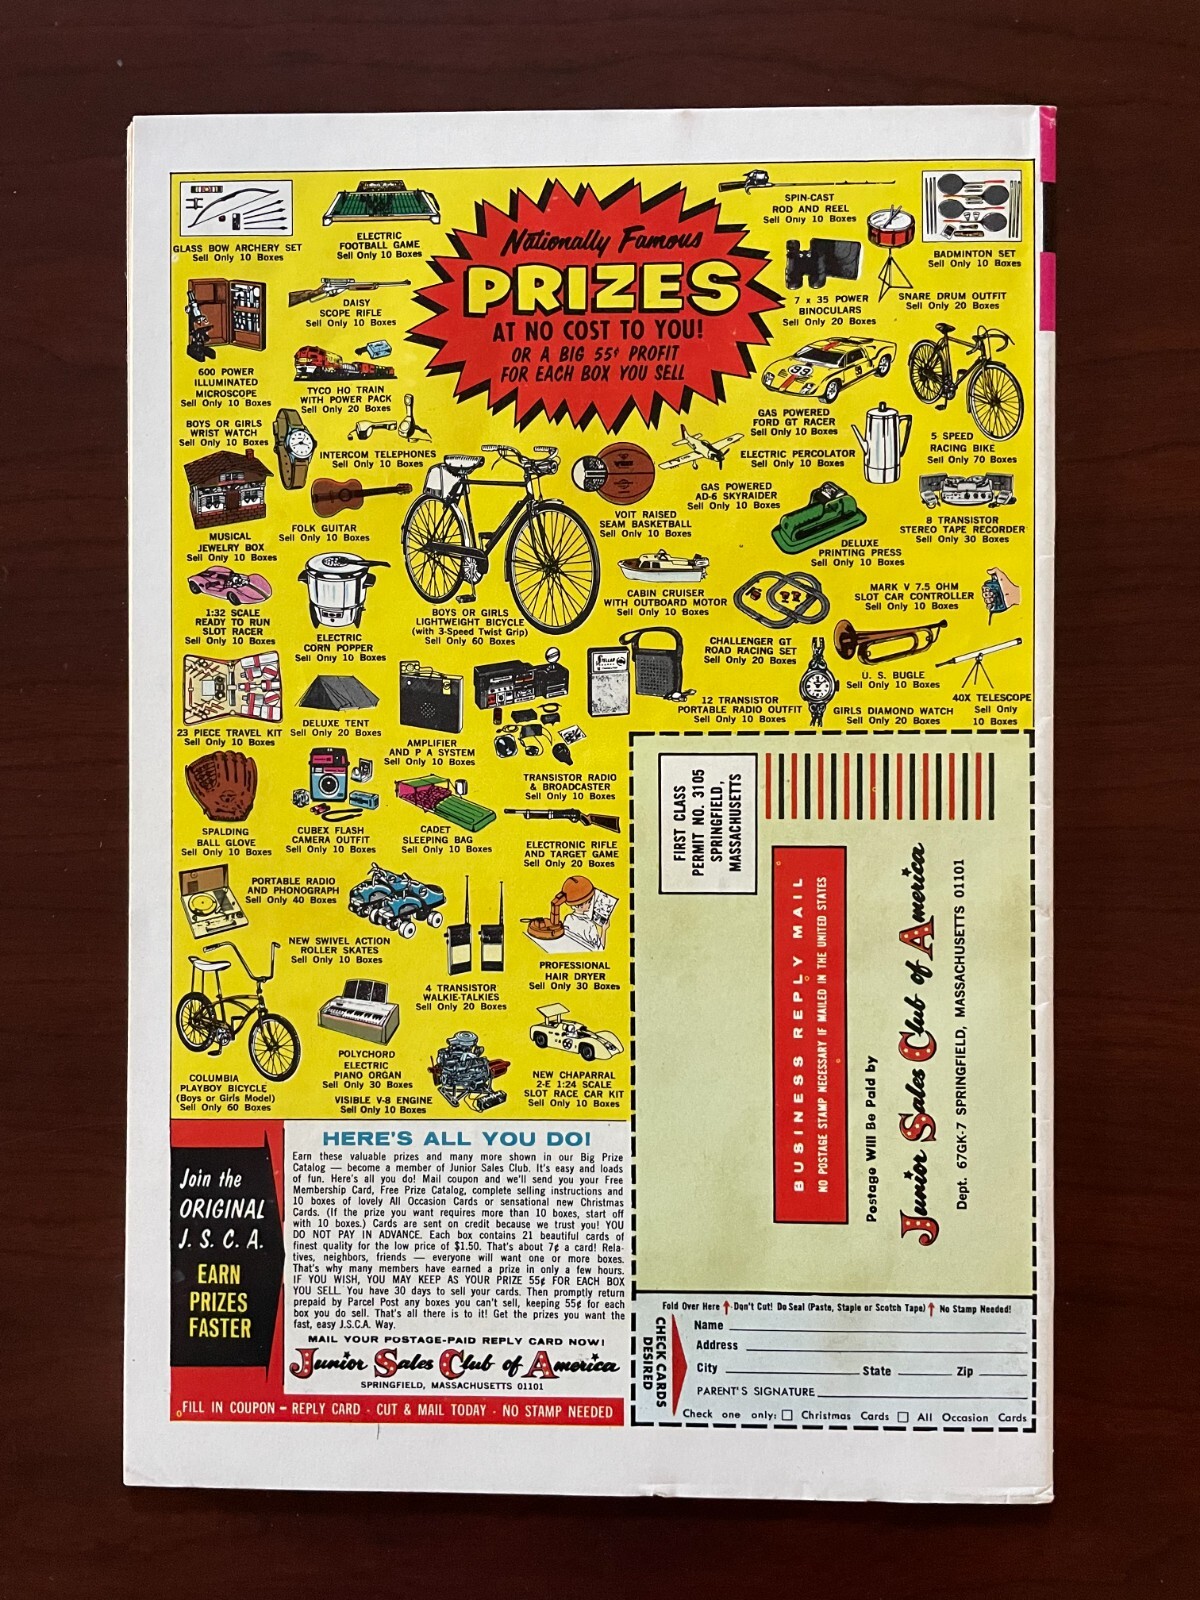 Nationally Famous
PRIZES
AT NO COST TO YOU!
OR A BIG 55¢ PROFIT
FOR EACH BOX YOU SELL
GLASS BOW ARCHERY SET
Sell Only 10 Boxes
ELECTRIC
FOOTBALL GAME
Sell Only 10 Boxes
SPIN-CAST
ROD AND REEL
Sell Only 10 Boxes
BADMINTON SET
Sell Only 10 Boxes
DAISY
SCOPE RIFLE
Sell Only 10 Boxes
7 x 35 POWER
BINOCULARS
Sell Only 20 Boxes
SNARE DRUM OUTFIT
Sell Only 20 Boxes
600 POWER
ILLUMINATED
MICROSCOPE
Sell Only 10 Boxes
TYCO HO TRAIN
WITH POWER PACK
Sell Only 20 Boxes
99
GAS POWERED
FORD GT RACER
Sell Only 10 Boxes
5 SPEED
RACING BIKE
Sell Only 70 Boxes
BOYS OR GIRLS
WRIST WATCH
Sell Only 10 Boxes
INTERCOM TELEPHONES
Sell Only 10 Boxes
ELECTRIC PERCOLATOR
Sell Only 10 Boxes
GAS POWERED
AD-6 SKYRAIDER
Sell Only 10 Boxes
MUSICAL
JEWELRY BOX
Sell Only 10 Boxes
FOLK GUITAR
Sell Only 10 Boxes
VOIT RAISED
SEAM BASKETBALL
Sell Only 10 Boxes
DELUXE
PRINTING PRESS
Sell Only 10 Boxes
8 TRANSISTOR
STEREO TAPE RECORDER
Sell Only 30 Boxes
1:32 SCALE
READY TO RUN
SLOT RACER
Sell Only 10 Boxes
ELECTRIC
CORN POPPER
Sell Only 10 Boxes
BOYS OR GIRLS
LIGHTWEIGHT BICYCLE
(with 3-Speed Twist Grip)
Sell Only 60 Boxes
CABIN CRUISER
WITH OUTBOARD MOTOR
Sell Only 10 Boxes
MARK V 7.5 OHM
SLOT CAR CONTROLLER
Sell Only 10 Boxes
CHALLENGER GT
ROAD RACING SET
Sell Only 20 Boxes
U. S. BUGLE
Sell Only 10 Boxes
40X TELESCOPE
Sell Only
10 Boxes
23 PIECE TRAVEL KIT
Sell Only 10 Boxes
DELUXE TENT
Sell Only 20 Boxes
AMPLIFIER
AND P A SYSTEM
Sell Only 10 Boxes
12 TRANSISTOR
PORTABLE RADIO OUTFIT
Sell Only 10 Boxes
GIRLS DIAMOND WATCH
Sell Only 20 Boxes
TRANSISTOR RADIO
& BROADCASTER
Sell Only 10 Boxes
SPALDING
BALL GLOVE
Sell Only 10 Boxes
CUBEX FLASH
CAMERA OUTFIT
Sell Only 10 Boxes
CADET
SLEEPING BAG
Sell Only 10 Boxes
ELECTRONIC RIFLE
AND TARGET GAME
Sell Only 20 Boxes
PORTABLE RADIO
AND PHONOGRAPH
Sell Only 40 Boxes
NEW SWIVEL ACTION
ROLLER SKATES
Sell Only 10 Boxes
4 TRANSISTOR
WALKIE-TALKIES
Sell Only 20 Boxes
PROFESSIONAL
HAIR DRYER
Sell Only 30 Boxes
COLUMBIA
PLAYBOY BICYCLE
(Boys or Girls Model)
Sell Only 60 Boxes
POLYCHORD
ELECTRIC
PIANO ORGAN
Sell Only 30 Boxes
VISIBLE V-8 ENGINE
Sell Only 10 Boxes
NEW CHAPARRAL
2-E 1:24 SCALE
SLOT RACE CAR KIT
Sell Only 10 Boxes
Join the
ORIGINAL
J. S. C. A.
EARN
PRIZES
FASTER
HERE'S ALL YOU DO!
Earn these valuable prizes and many more shown in our Big Prize
Catalog — become a member of Junior Sales Club. It's easy and loads
of fun. Here's all you do! Mail coupon and we'll send you your Free
Membership Card, Free Prize Catalog, complete selling instructions and
10 boxes of lovely All Occasion Cards or sensational new Christmas
Cards. (If the prize you want requires more than 10 boxes, start off
with 10 boxes.) Cards are sent on credit because we trust you! YOU
DO NOT PAY IN ADVANCE. Each box contains 21 beautiful cards of
finest quality for the low price of $1.50. That's about 7¢ a card! Rela-
tives, neighbors, friends — everyone will want one or more boxes.
That's why many members have earned a prize in only a few hours.
IF YOU WISH, YOU MAY KEEP AS YOUR PRIZE 55¢ FOR EACH BOX
YOU SELL. You have 30 days to sell your cards. Then promptly return
prepaid by Parcel Post any boxes you can't sell, keeping 55¢ for each
box you do sell. That's all there is to it! Get the prizes you want the
fast, easy J.S.C.A. Way.
MAIL YOUR POSTAGE-PAID REPLY CARD NOW!
Junior Sales Club of America
SPRINGFIELD, MASSACHUSETTS 01101
FILL IN COUPON - REPLY CARD - CUT & MAIL TODAY - NO STAMP NEEDED
FIRST CLASS
PERMIT NO. 3105
SPRINGFIELD,
MASSACHUSETTS
BUSINESS REPLY MAIL
NO POSTAGE STAMP NECESSARY IF MAILED IN THE UNITED STATES
Postage Will Be Paid by
Junior Sales Club of America
Dept. 67GK-7 SPRINGFIELD, MASSACHUSETTS 01101
Fold Over Here Don't Cut! Do Seal (Paste, Staple or Scotch Tape) No Stamp Needed!
CHECK CARDS
DESIRED
Name
Address
City State Zip
PARENT'S SIGNATURE
Check one only: Christmas Cards All Occasion Cards